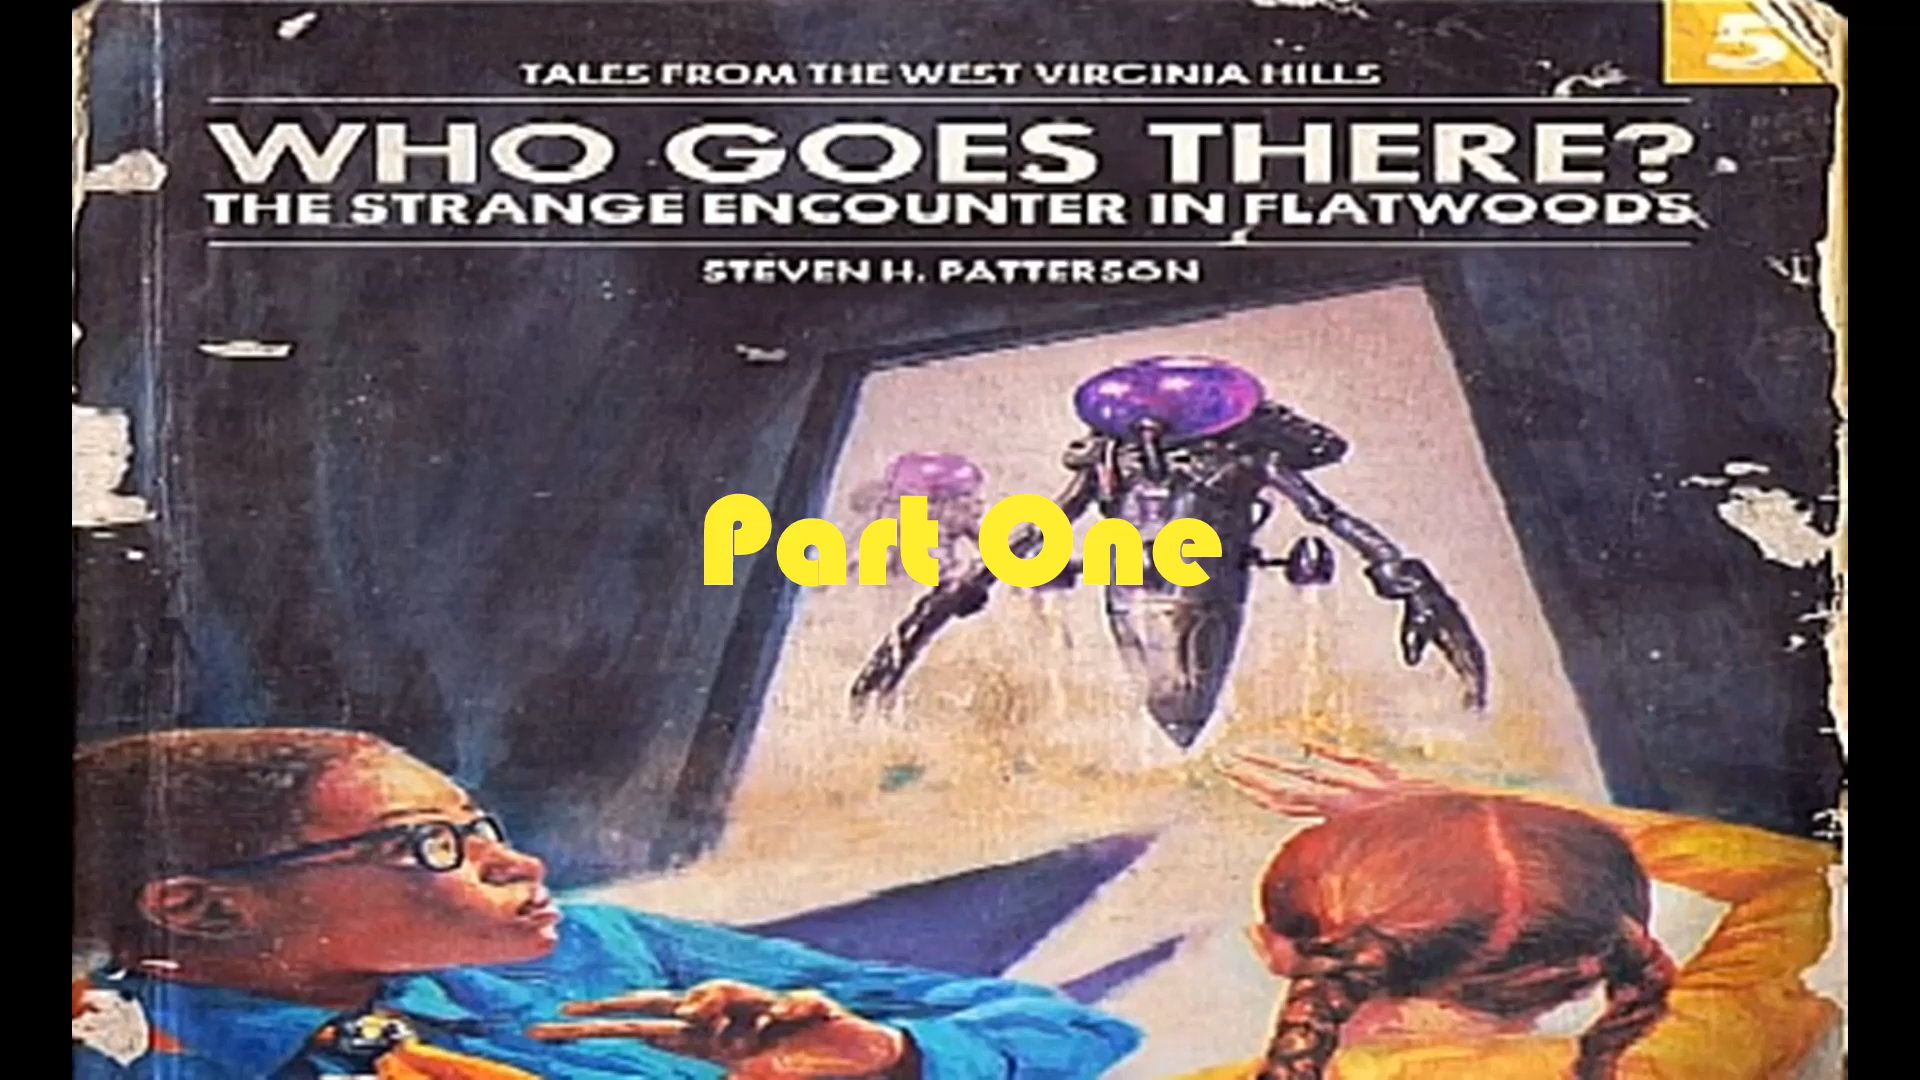 5
TALES FROM THE WEST VIRGINIA HILLS
WHO GOES THERE?
THE STRANGE ENCOUNTER IN FLATWOODS
STEVEN H. PATTERSON
Part One